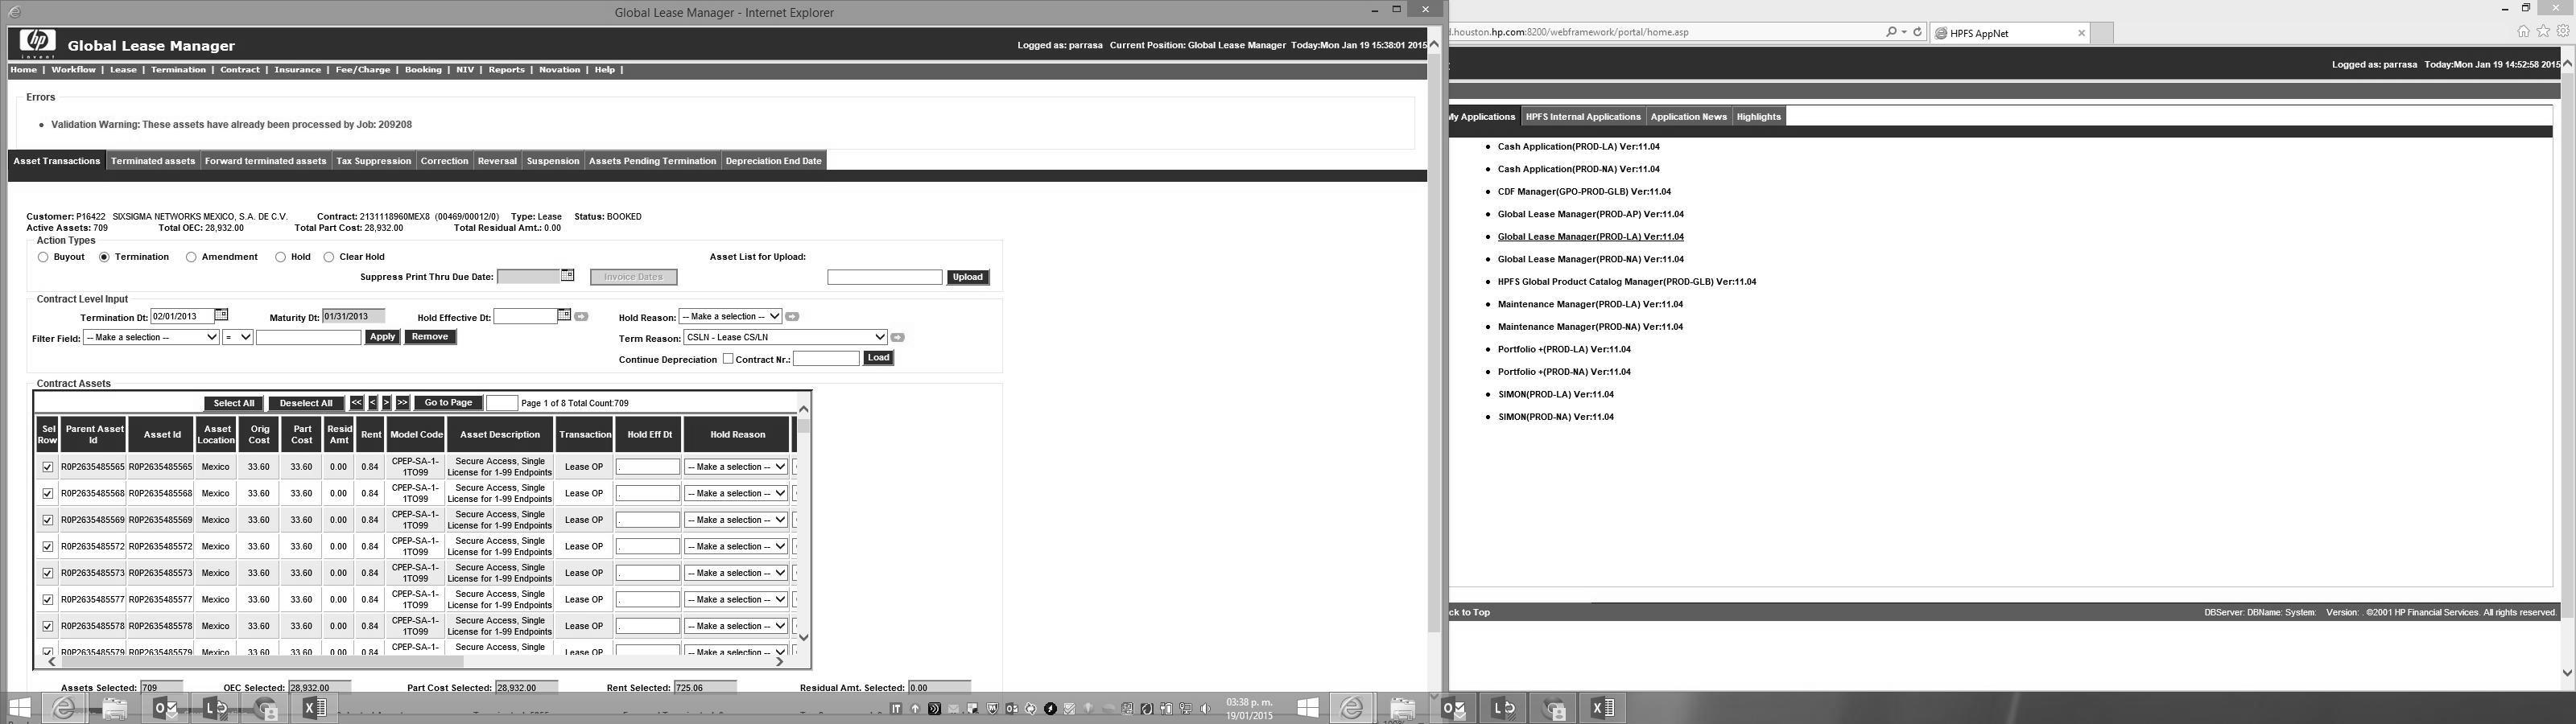 Global Lease Manager - Internet Explorer
hp
invent
Global Lease Manager
Logged as: parrasa Current Position: Global Lease Manager Today:Mon Jan 19 15:38:01 2015
Home | Workflow | Lease | Termination | Contract | Insurance | Fee/Charge | Booking | NIV | Reports | Novation | Help |
Errors
• Validation Warning: These assets have already been processed by Job: 209208
Asset Transactions Terminated assets Forward terminated assets Tax Suppression Correction Reversal Suspension Assets Pending Termination Depreciation End Date
Customer: P16422 SIXSIGMA NETWORKS MEXICO, S.A. DE C.V. Contract: 2131118960MEX8 (00469/00012/0) Type: Lease Status: BOOKED
Active Assets: 709 Total OEC: 28,932.00 Total Part Cost: 28,932.00 Total Residual Amt.: 0.00
Action Types
Buyout Termination Amendment Hold Clear Hold Asset List for Upload:
Suppress Print Thru Due Date: Invoice Dates Upload
Contract Level Input
Termination Dt: 02/01/2013 Maturity Dt: 01/31/2013 Hold Effective Dt: Hold Reason: -- Make a selection --
Filter Field: -- Make a selection -- = Apply Remove Term Reason: CSLN - Lease CS/LN
Continue Depreciation Contract Nr.: Load
Contract Assets
Select All Deselect All << < > >> Go to Page Page 1 of 8 Total Count:709
Sel Row Parent Asset Id Asset Id Asset Location Orig Cost Part Cost Resid Amt Rent Model Code Asset Description Transaction Hold Eff Dt Hold Reason
R0P2635485565 R0P2635485565 Mexico 33.60 33.60 0.00 0.84 CPEP-SA-1-1TO99 Secure Access, Single License for 1-99 Endpoints Lease OP . -- Make a selection --
R0P2635485568 R0P2635485568 Mexico 33.60 33.60 0.00 0.84 CPEP-SA-1-1TO99 Secure Access, Single License for 1-99 Endpoints Lease OP . -- Make a selection --
R0P2635485569 R0P2635485569 Mexico 33.60 33.60 0.00 0.84 CPEP-SA-1-1TO99 Secure Access, Single License for 1-99 Endpoints Lease OP . -- Make a selection --
R0P2635485572 R0P2635485572 Mexico 33.60 33.60 0.00 0.84 CPEP-SA-1-1TO99 Secure Access, Single License for 1-99 Endpoints Lease OP . -- Make a selection --
R0P2635485573 R0P2635485573 Mexico 33.60 33.60 0.00 0.84 CPEP-SA-1-1TO99 Secure Access, Single License for 1-99 Endpoints Lease OP . -- Make a selection --
R0P2635485577 R0P2635485577 Mexico 33.60 33.60 0.00 0.84 CPEP-SA-1-1TO99 Secure Access, Single License for 1-99 Endpoints Lease OP . -- Make a selection --
R0P2635485578 R0P2635485578 Mexico 33.60 33.60 0.00 0.84 CPEP-SA-1-1TO99 Secure Access, Single License for 1-99 Endpoints Lease OP . -- Make a selection --
R0P2635485579 R0P2635485579 Mexico 33.60 33.60 0.00 0.84 CPEP-SA-1- Secure Access, Single Lease OP -- Make a selection --
Assets Selected: 709 OEC Selected: 28,932.00 Part Cost Selected: 28,932.00 Rent Selected: 725.06 Residual Amt. Selected: 0.00
03:38 p. m.
19/01/2015
d.houston.hp.com:8200/webframework/portal/home.asp
HPFS AppNet
Logged as: parrasa Today:Mon Jan 19 14:52:58 2015
My Applications HPFS Internal Applications Application News Highlights
• Cash Application(PROD-LA) Ver:11.04
• Cash Application(PROD-NA) Ver:11.04
• CDF Manager(GPO-PROD-GLB) Ver:11.04
• Global Lease Manager(PROD-AP) Ver:11.04
• Global Lease Manager(PROD-LA) Ver:11.04
• Global Lease Manager(PROD-NA) Ver:11.04
• HPFS Global Product Catalog Manager(PROD-GLB) Ver:11.04
• Maintenance Manager(PROD-LA) Ver:11.04
• Maintenance Manager(PROD-NA) Ver:11.04
• Portfolio +(PROD-LA) Ver:11.04
• Portfolio +(PROD-NA) Ver:11.04
• SIMON(PROD-LA) Ver:11.04
• SIMON(PROD-NA) Ver:11.04
ck to Top
DBServer: DBName: System: Version: . ©2001 HP Financial Services. All rights reserved.